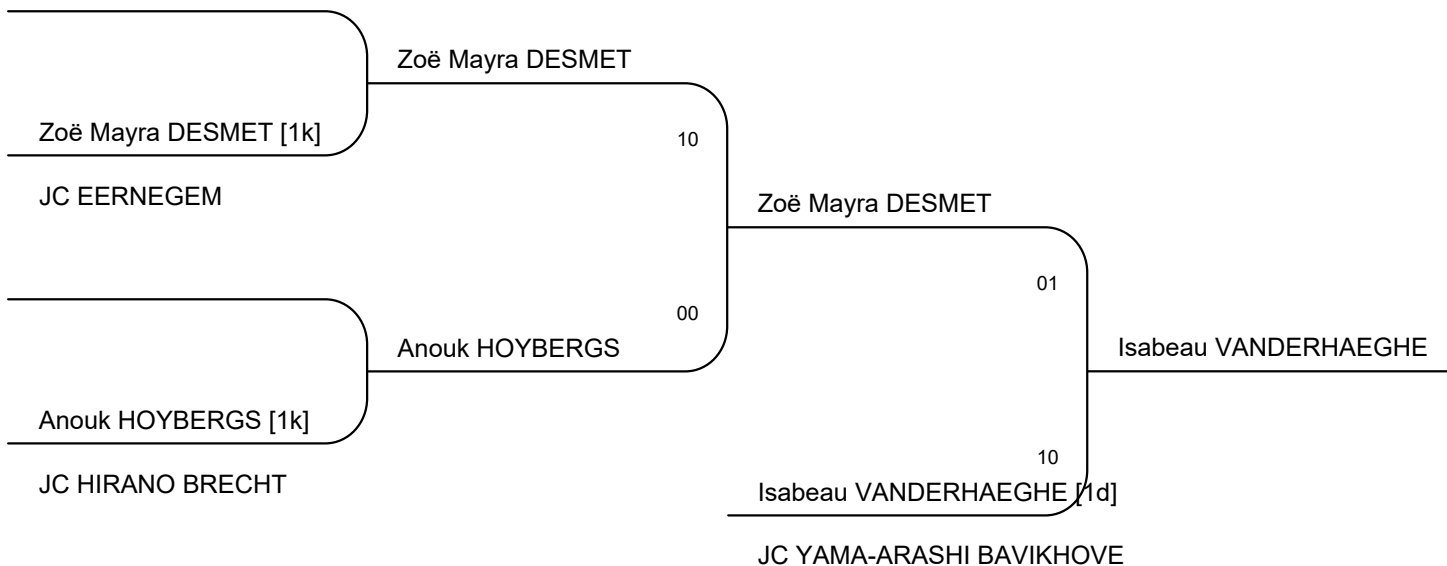 Zoë Mayra DESMET
Zoë Mayra DESMET [1k]
10
JC EERNEGEM
Zoë Mayra DESMET
01
00
Anouk HOYBERGS
Isabeau VANDERHAEGHE
Anouk HOYBERGS [1k]
10
JC HIRANO BRECHT
Isabeau VANDERHAEGHE [1d]
JC YAMA-ARASHI BAVIKHOVE